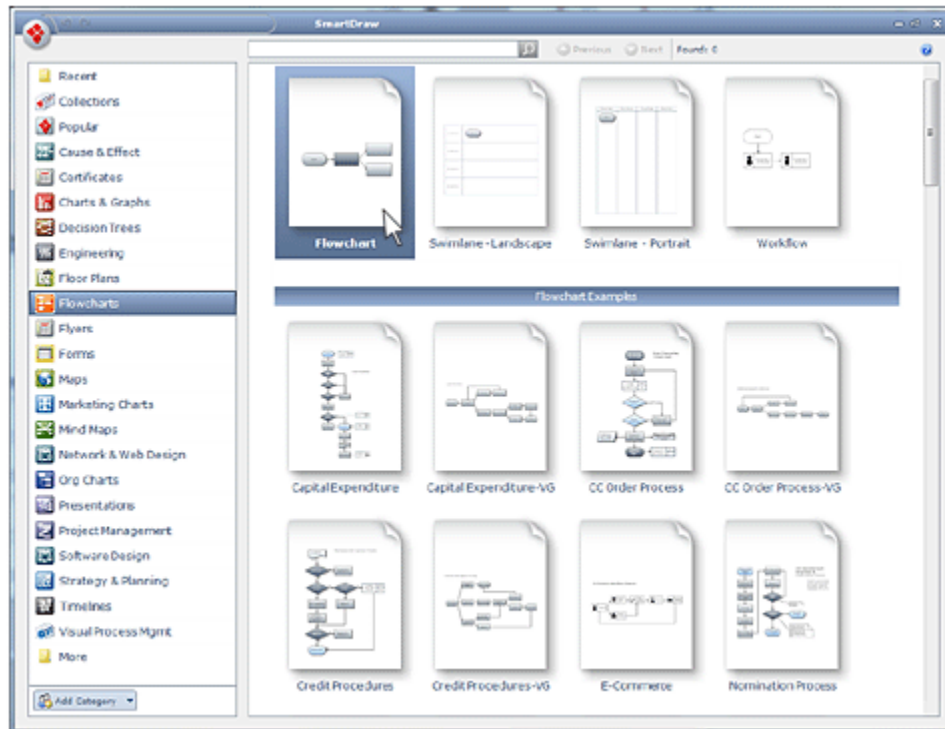 SmartDraw
Previous Next Found: 0
Recent
Collections
Popular
Cause & Effect
Certificates
Charts & Graphs
Decision Trees
Engineering
Floor Plans
Flowcharts
Flyers
Forms
Maps
Marketing Charts
Mind Maps
Network & Web Design
Org Charts
Presentations
Project Management
Software Design
Strategy & Planning
Timelines
Visual Process Mgmt
More
Add Category
Flowchart Swimlane - Landscape Swimlane - Portrait Workflow
Flowchart Examples
Capital Expenditure Capital Expenditure-VG CC Order Process CC Order Process-VG
Credit Procedures Credit Procedures-VG E-Commerce Nomination Process